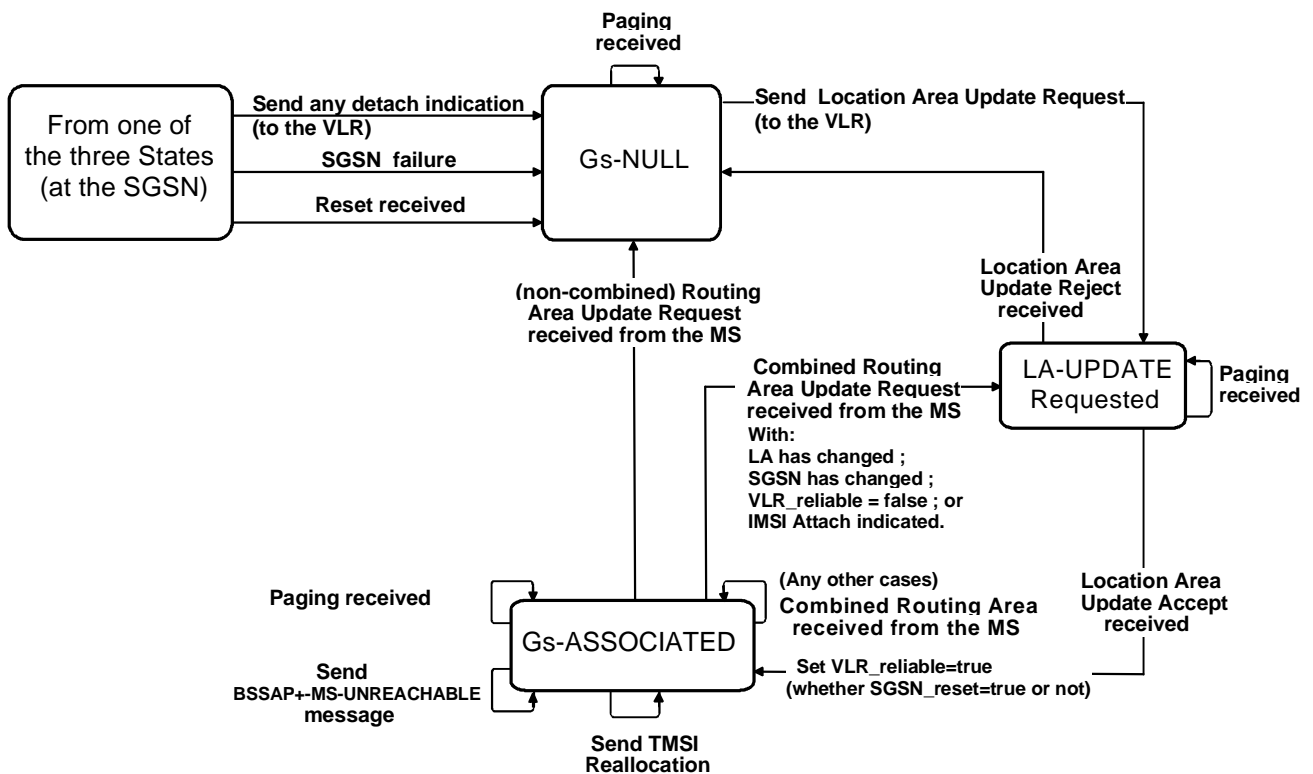 Paging
received
From one of
the three States
(at the SGSN)
Send any detach indication
(to the VLR)
SGSN failure
Reset received
Gs-NULL
Send Location Area Update Request
(to the VLR)
(non-combined) Routing
Area Update Request
received from the MS
Location Area
Update Reject
received
LA-UPDATE
Requested
Paging
received
Combined Routing
Area Update Request
received from the MS
With:
LA has changed ;
SGSN has changed ;
VLR_reliable = false ; or
IMSI Attach indicated.
Paging received
Gs-ASSOCIATED
(Any other cases)
Combined Routing Area
received from the MS
Location Area
Update Accept
received
Set VLR_reliable=true
(whether SGSN_reset=true or not)
Send
BSSAP+-MS-UNREACHABLE
message
Send TMSI
Reallocation